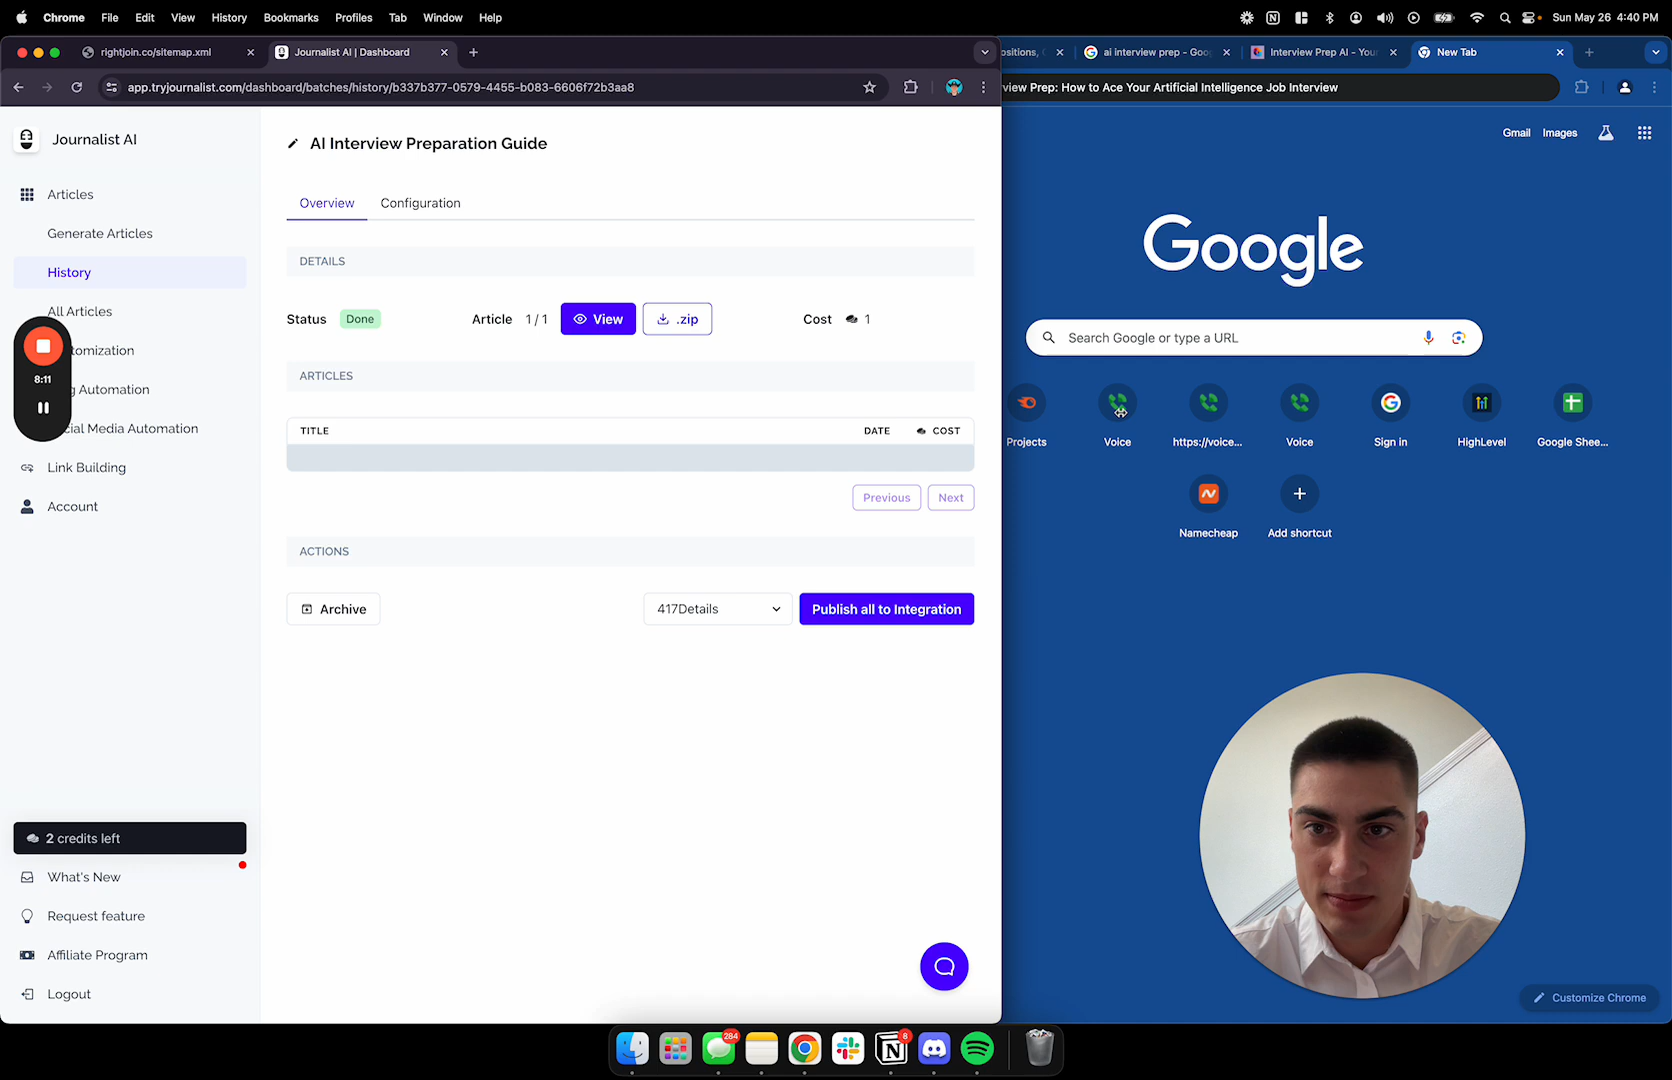 Chrome File Edit View History Bookmarks Profiles Tab Window Help
Sun May 26 4:40 PM
rightjoin.co/sitemap.xml
Journalist AI | Dashboard
ositions,
ai interview prep - Goo
Interview Prep AI - You
New Tab
app.tryjournalist.com/dashboard/batches/history/b337b377-0579-4455-b083-6606f72b3aa8
view Prep: How to Ace Your Artificial Intelligence Job Interview
Journalist AI
Articles
Generate Articles
History
All Articles
tomization
g Automation
cial Media Automation
Link Building
Account
8:11
2 credits left
What's New
Request feature
Affiliate Program
Logout
AI Interview Preparation Guide
Overview Configuration
DETAILS
Status Done Article 1 / 1 View .zip Cost 1
ARTICLES
TITLE DATE COST
Previous Next
ACTIONS
Archive 417Details Publish all to Integration
Gmail Images
Google
Search Google or type a URL
Projects Voice https://voice... Voice Sign in HighLevel Google Shee...
Namecheap Add shortcut
Customize Chrome
284
8